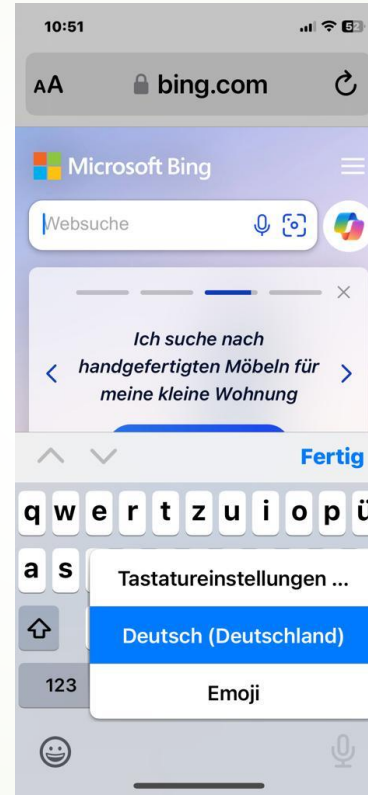 10:51
52
AA bing.com
Microsoft Bing
Websuche
Ich suche nach
handgefertigten Möbeln für
meine kleine Wohnung
Fertig
q w e r t z u i o p ü
a s
Tastatureinstellungen ...
Deutsch (Deutschland)
123
Emoji